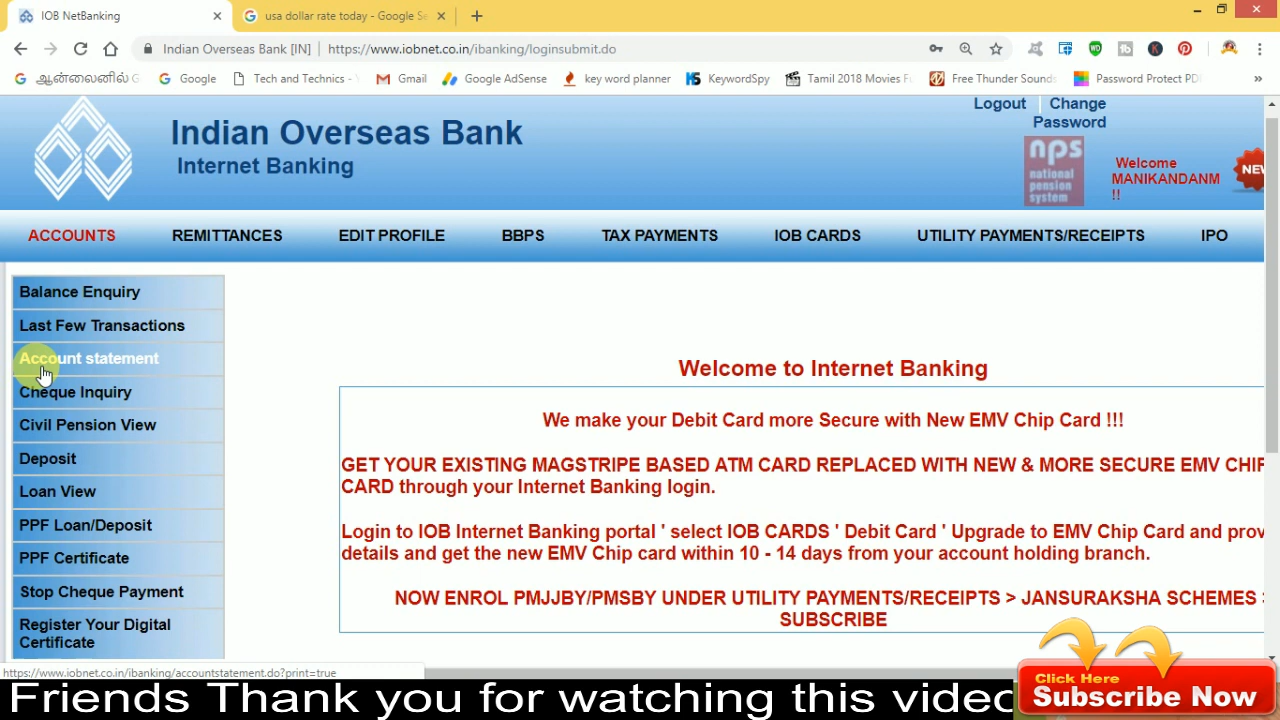 IOB NetBanking
usa dollar rate today - Google Se
Indian Overseas Bank [IN]
https://www.iobnet.co.in/ibanking/loginsubmit.do
ஆன்லைனில் G
Google
Tech and Technics -
Gmail
Google AdSense
key word planner
KeywordSpy
Tamil 2018 Movies F
Free Thunder Sounds
Password Protect PD
Logout
Change Password
Indian Overseas Bank
Internet Banking
nps
national
pension
system
Welcome
MANIKANDANM
!!
NEW
ACCOUNTS
REMITTANCES
EDIT PROFILE
BBPS
TAX PAYMENTS
IOB CARDS
UTILITY PAYMENTS/RECEIPTS
IPO
Balance Enquiry
Last Few Transactions
Account statement
Cheque Inquiry
Civil Pension View
Deposit
Loan View
PPF Loan/Deposit
PPF Certificate
Stop Cheque Payment
Register Your Digital
Certificate
Welcome to Internet Banking
We make your Debit Card more Secure with New EMV Chip Card !!!
GET YOUR EXISTING MAGSTRIPE BASED ATM CARD REPLACED WITH NEW & MORE SECURE EMV CHIP
CARD through your Internet Banking login.
Login to IOB Internet Banking portal ' select IOB CARDS ' Debit Card ' Upgrade to EMV Chip Card and prov
details and get the new EMV Chip card within 10 - 14 days from your account holding branch.
NOW ENROL PMJJBY/PMSBY UNDER UTILITY PAYMENTS/RECEIPTS > JANSURAKSHA SCHEMES >
SUBSCRIBE
https://www.iobnet.co.in/ibanking/accountstatement.do?print=true
Friends Thank you for watching this video
Click Here
Subscribe Now